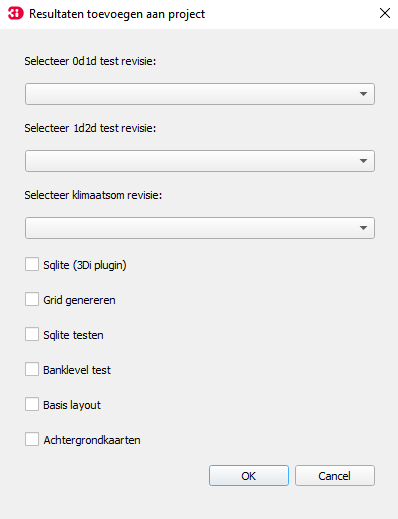 3i Resultaten toevoegen aan project
Selecteer 0d1d test revisie:
Selecteer 1d2d test revisie:
Selecteer klimaatsom revisie:
Sqlite (3Di plugin)
Grid genereren
Sqlite testen
Banklevel test
Basis layout
Achtergrondkaarten
OK Cancel